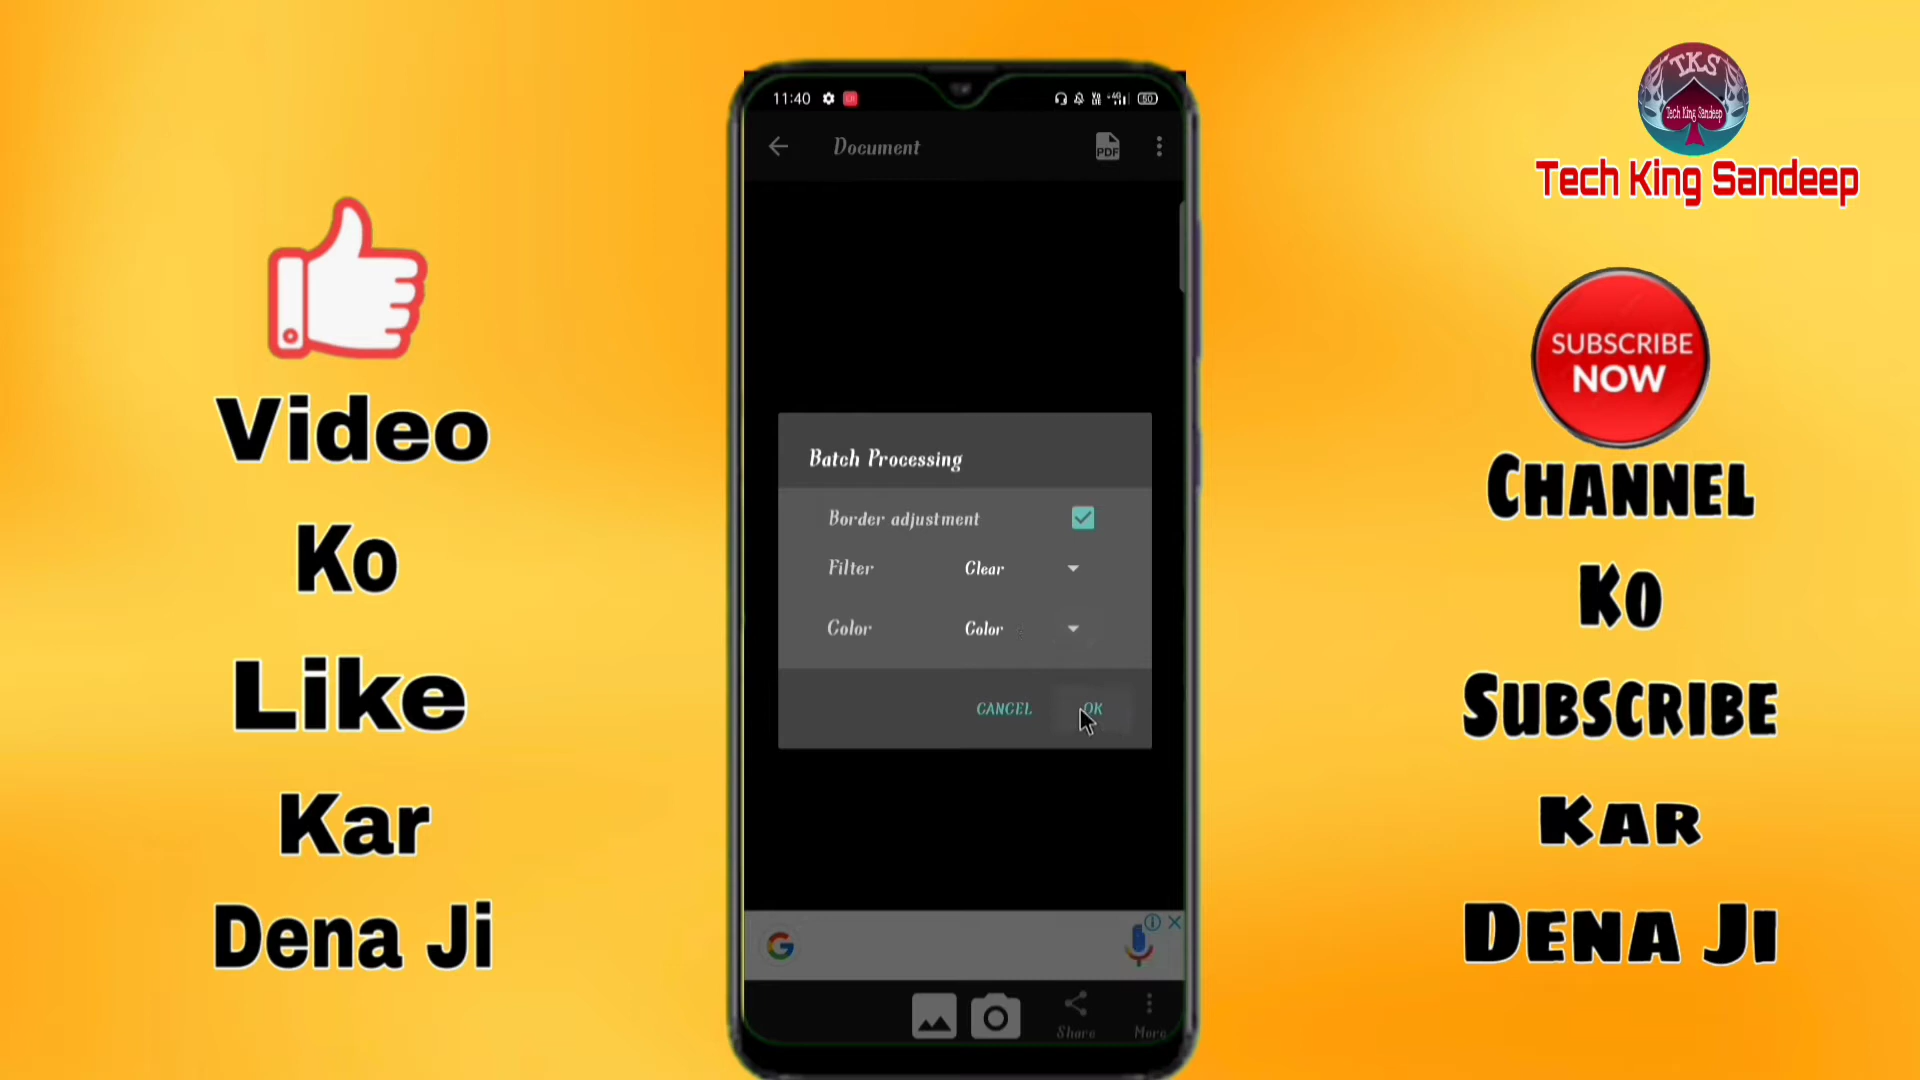 TKS
Tech King Sandeep
Tech King Sandeep
Video
Ko
Like
Kar
Dena Ji
11:40
50
Document
PDF
Batch Processing
Border adjustment
Filter Clear
Color Color
CANCEL OK
G
Share More
SUBSCRIBE
NOW
CHANNEL
KO
SUBSCRIBE
KAR
DENA JI